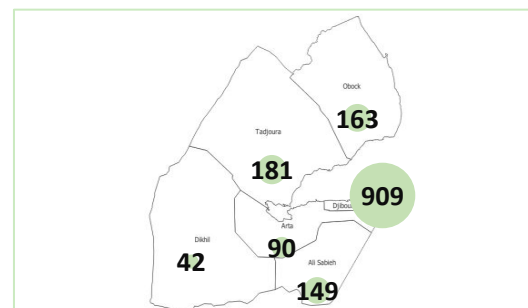 Obock
163
Tadjoura
181
909
Djibou
Arta
90
Dikhil
42
Ali Sabieh
149